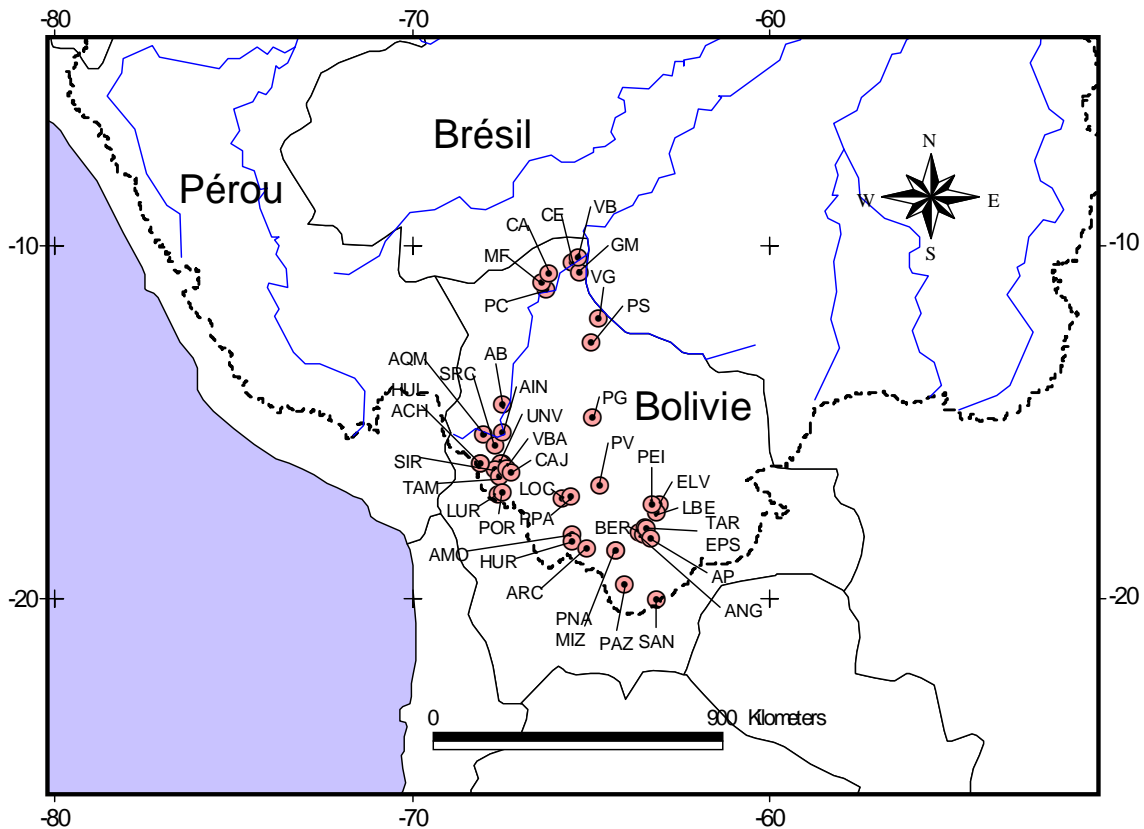 -80
-70
-60
Brésil
N
Pérou
W
E
S
-10
-10
CE
VB
CA
GM
MF
VG
PC
PS
AQM
AB
SRC
AIN
HUL
PG
Bolivie
ACH
UNV
VBA
PV
SIR
CAJ
PEI
ELV
TAM
LOC
LBE
LUR
POR
PPA
BER
TAR
EPS
AMO
HUR
AP
ARC
ANG
PNA
MIZ
PAZ
SAN
-20
-20
0
900 Kilometers
-80
-70
-60